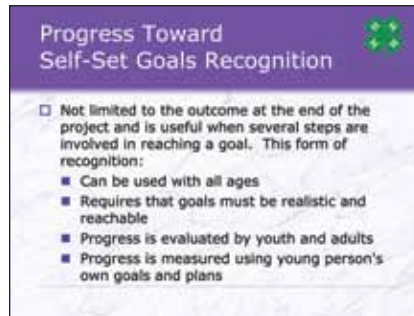 Progress Toward
Self-Set Goals Recognition
Not limited to the outcome at the end of the
project and is useful when several steps are
involved in reaching a goal. This form of
recognition:
Can be used with all ages
Requires that goals must be realistic and
reachable
Progress is evaluated by youth and adults
Progress is measured using young person's
own goals and plans